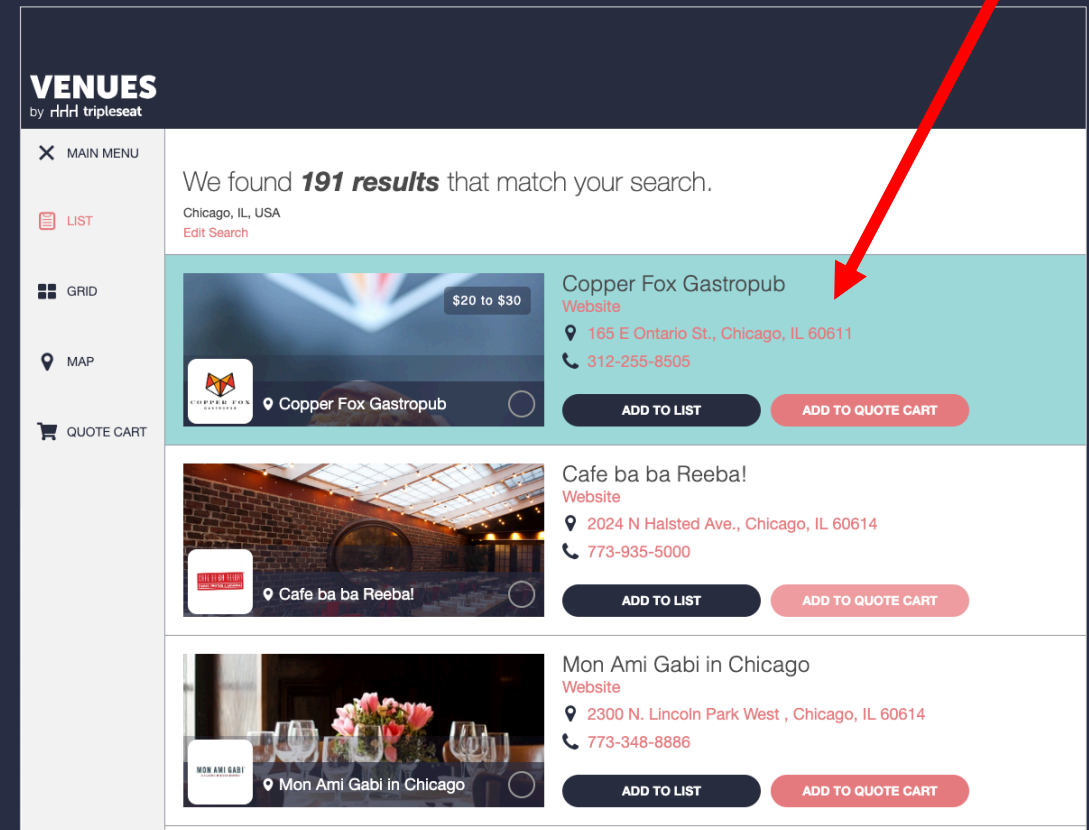 VENUES
by tripleseat
MAIN MENU
LIST
GRID
MAP
QUOTE CART
We found 191 results that match your search.
Chicago, IL, USA
Edit Search
$20 to $30
COPPER FOX
GASTROPUB
Copper Fox Gastropub
Copper Fox Gastropub
Website
165 E Ontario St., Chicago, IL 60611
312-255-8505
ADD TO LIST
ADD TO QUOTE CART
Cafe ba ba Reeba!
Cafe ba ba Reeba!
Website
2024 N Halsted Ave., Chicago, IL 60614
773-935-5000
ADD TO LIST
ADD TO QUOTE CART
MON AMI GABI
Mon Ami Gabi in Chicago
Mon Ami Gabi in Chicago
Website
2300 N. Lincoln Park West , Chicago, IL 60614
773-348-8886
ADD TO LIST
ADD TO QUOTE CART